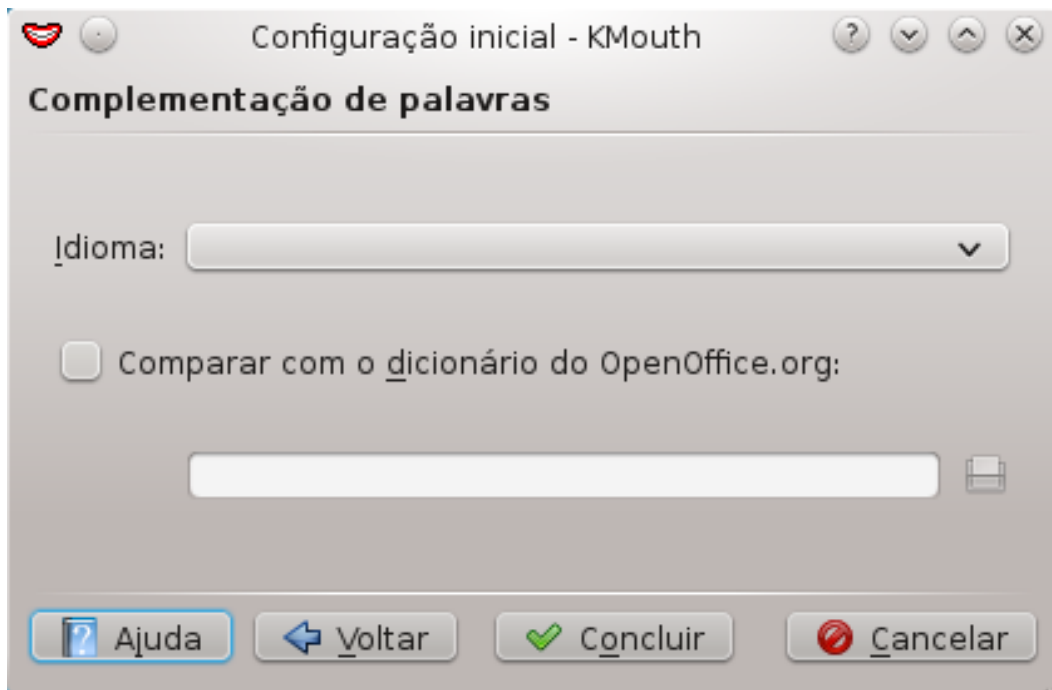 Configuração inicial - KMouth
Complementação de palavras
Idioma:
Comparar com o dicionário do OpenOffice.org:
Ajuda Voltar Concluir Cancelar